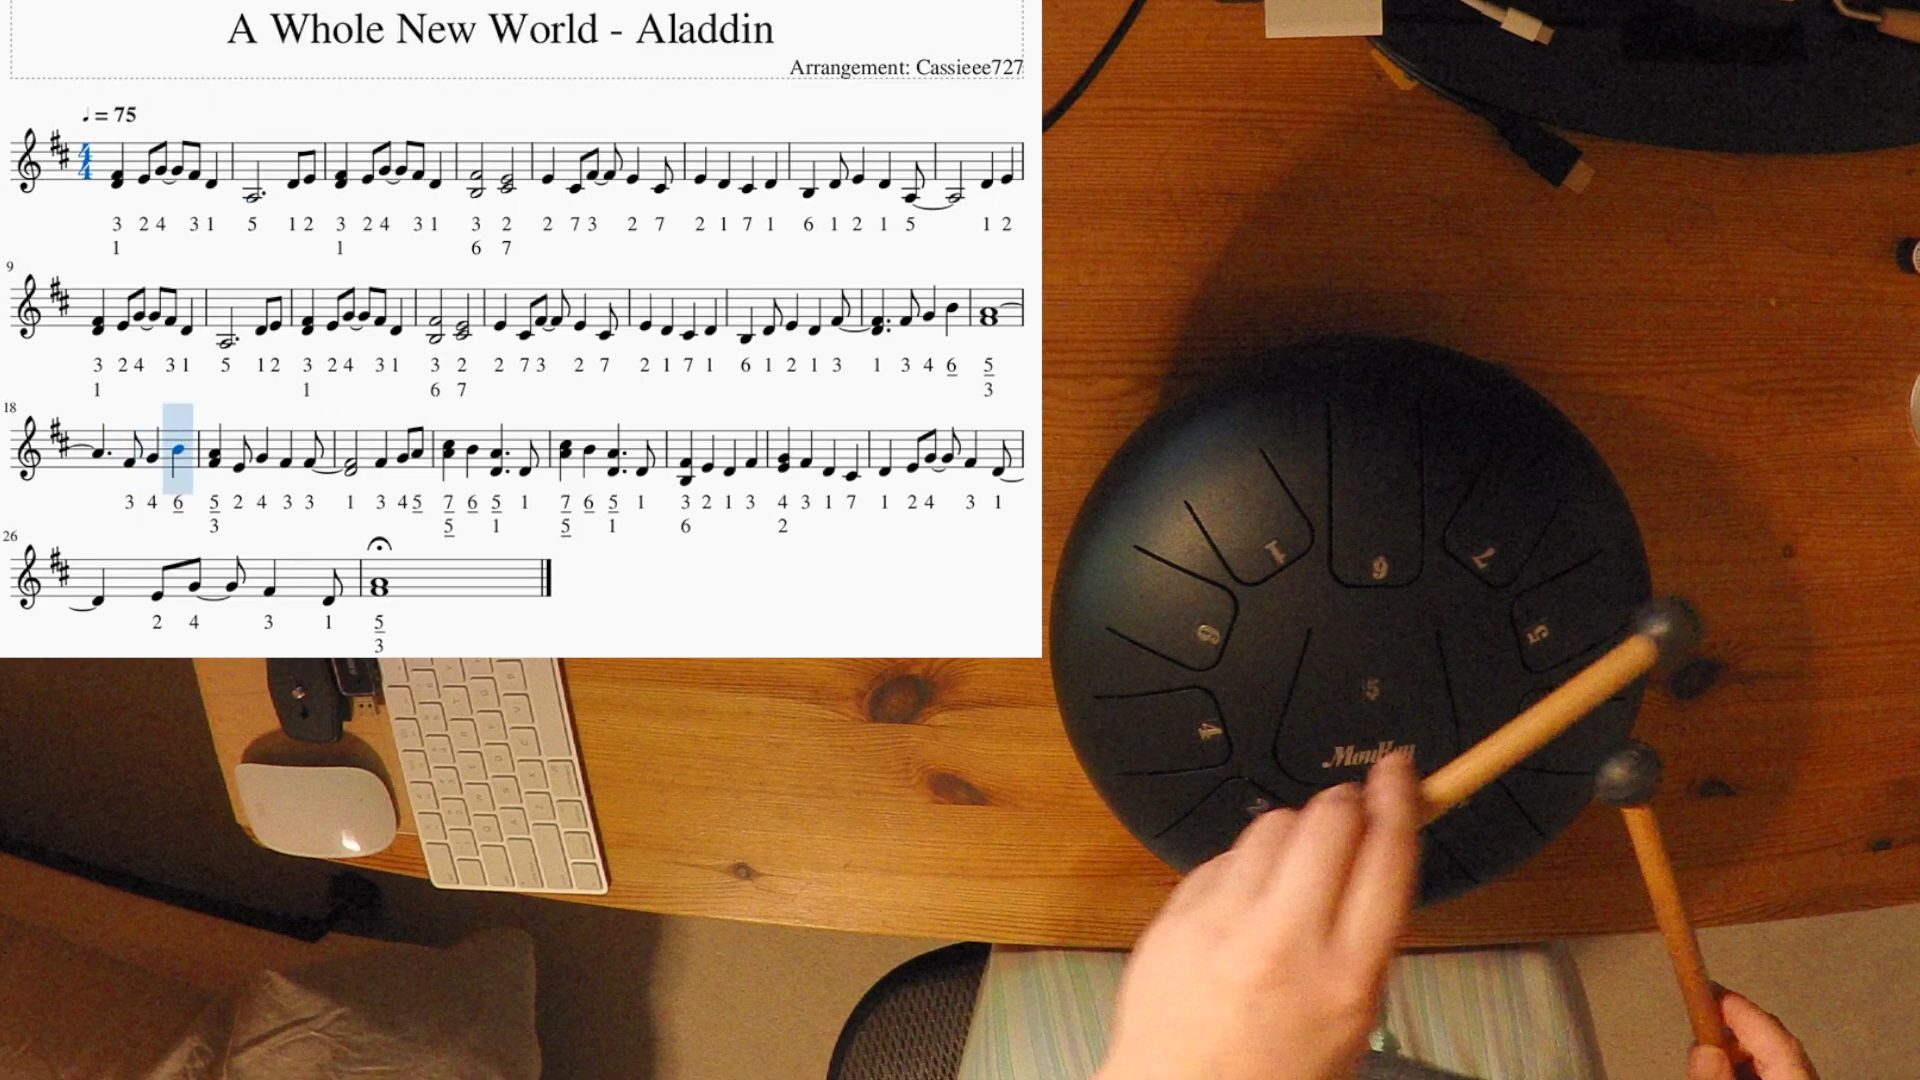 A Whole New World - Aladdin
Arrangement: Cassieee727
♩ = 75
4
4
3 2 4 3 1 5 1 2 3 2 4 3 1 3 2 2 7 3 2 7 2 1 7 1 6 1 2 1 5 1 2
1 1 6 7
9
3 2 4 3 1 5 1 2 3 2 4 3 1 3 2 2 7 3 2 7 2 1 7 1 6 1 2 1 3 1 3 4 6 5
1 1 6 7 3
18
3 4 6 5 2 4 3 3 1 3 4 5 7 6 5 1 7 6 5 1 3 2 1 3 4 3 1 7 1 2 4 3 1
3 5 1 5 1 6 2
26
2 4 3 1 5
3
1
6
7
6
5
5
4
2
MouKey